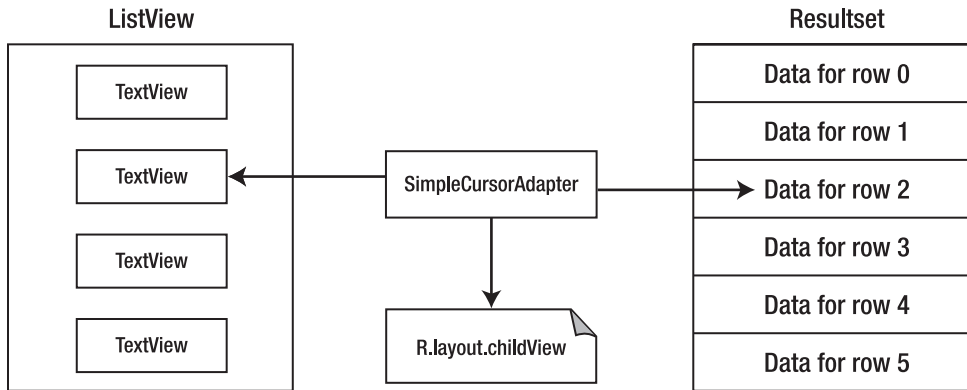 ListView
TextView
TextView
TextView
TextView
SimpleCursorAdapter
R.layout.childView
Resultset
Data for row 0
Data for row 1
Data for row 2
Data for row 3
Data for row 4
Data for row 5